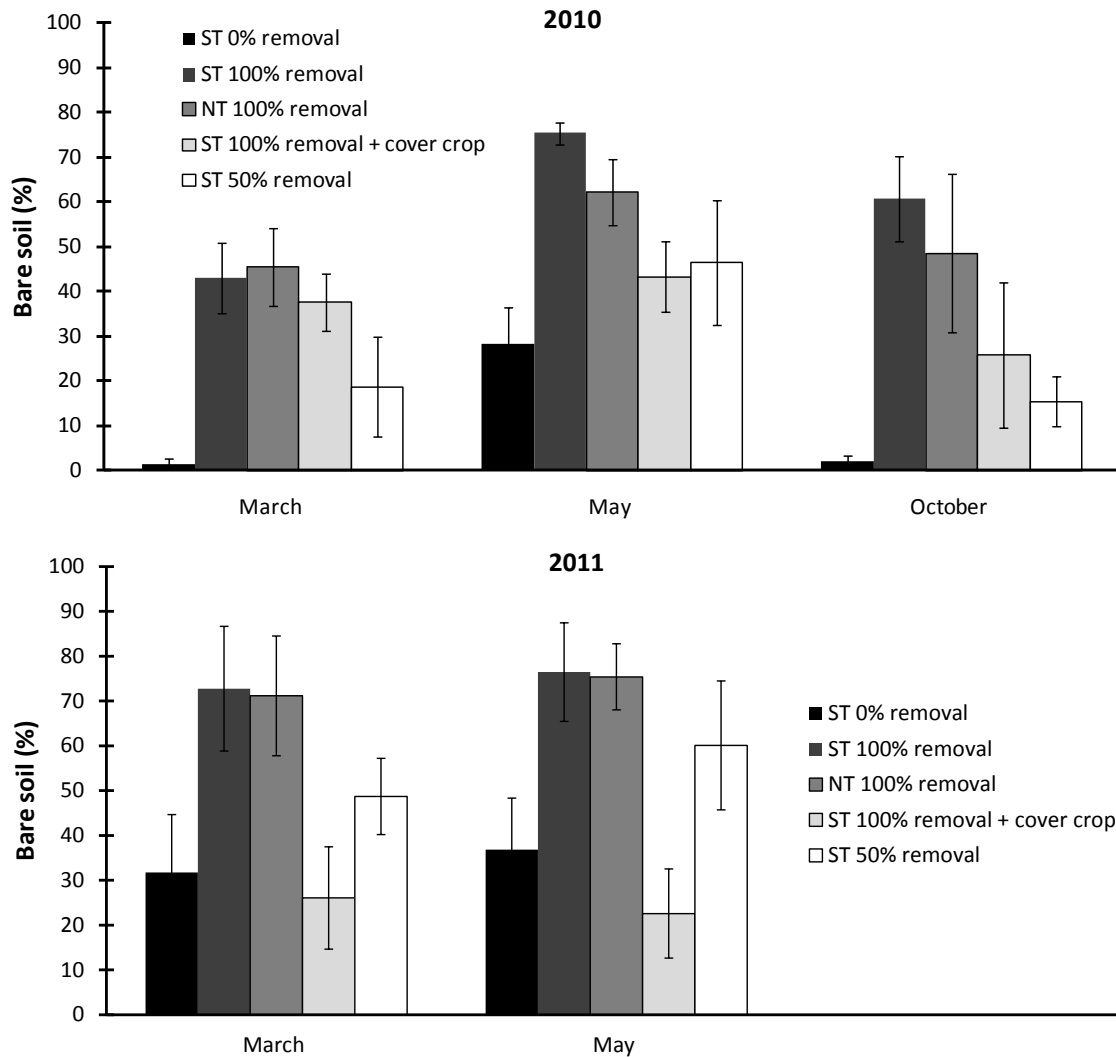 2010
100
90
80
70
60
50
40
30
20
10
0
Bare soil (%)
ST 0% removal
ST 100% removal
NT 100% removal
ST 100% removal + cover crop
ST 50% removal
March
May
October
2011
100
90
80
70
60
50
40
30
20
10
0
Bare soil (%)
ST 0% removal
ST 100% removal
NT 100% removal
ST 100% removal + cover crop
ST 50% removal
March
May